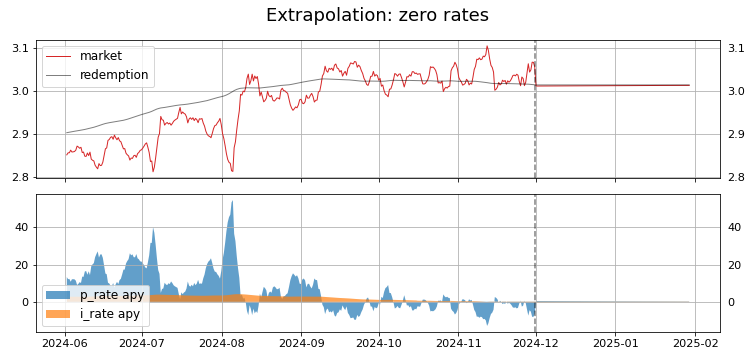 Extrapolation: zero rates
3.1 3.1
market
redemption
3.0 3.0
2.9 2.9
2.8 2.8
40 40
20 20
p_rate apy
0 0
i_rate apy
2024-06 2024-07 2024-08 2024-09 2024-10 2024-11 2024-12 2025-01 2025-02